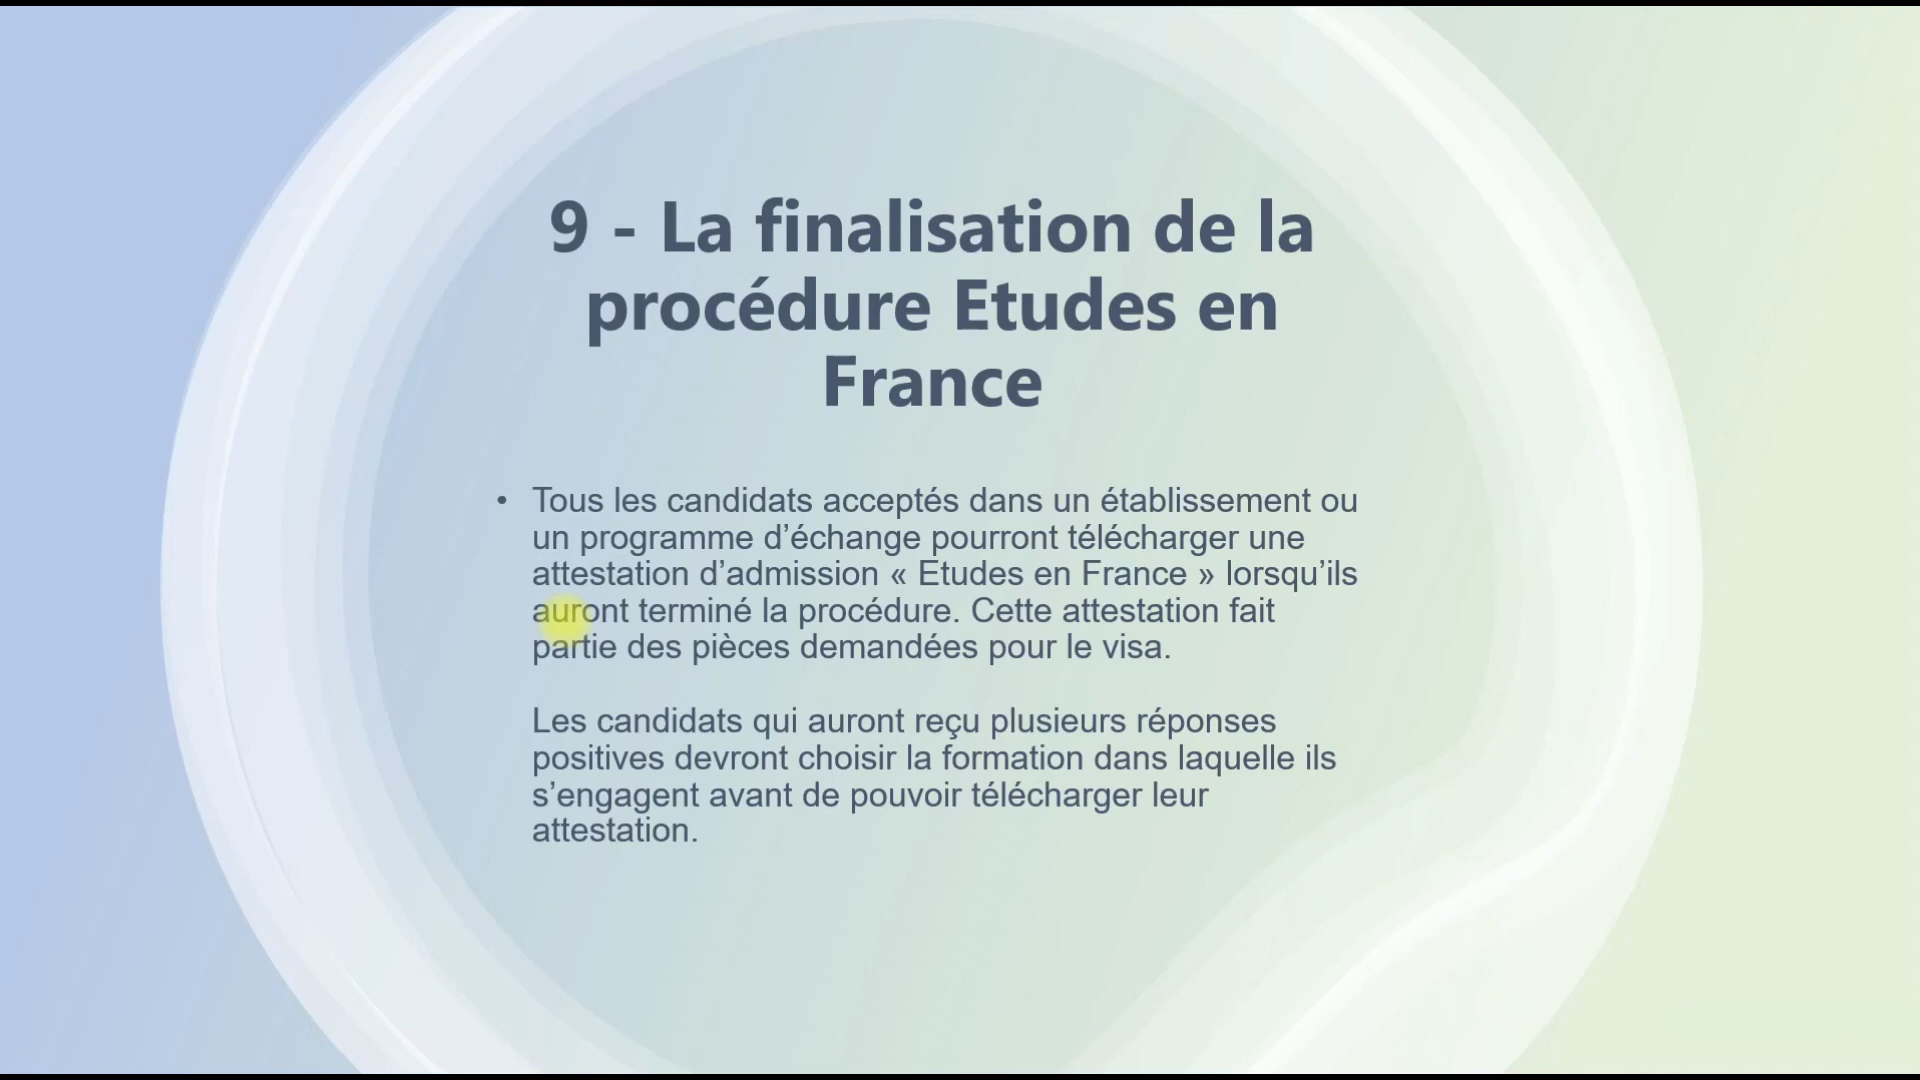 9 - La finalisation de la
procédure Etudes en
France
• Tous les candidats acceptés dans un établissement ou
un programme d’échange pourront télécharger une
attestation d’admission « Etudes en France » lorsqu’ils
auront terminé la procédure. Cette attestation fait
partie des pièces demandées pour le visa.
Les candidats qui auront reçu plusieurs réponses
positives devront choisir la formation dans laquelle ils
s’engagent avant de pouvoir télécharger leur
attestation.